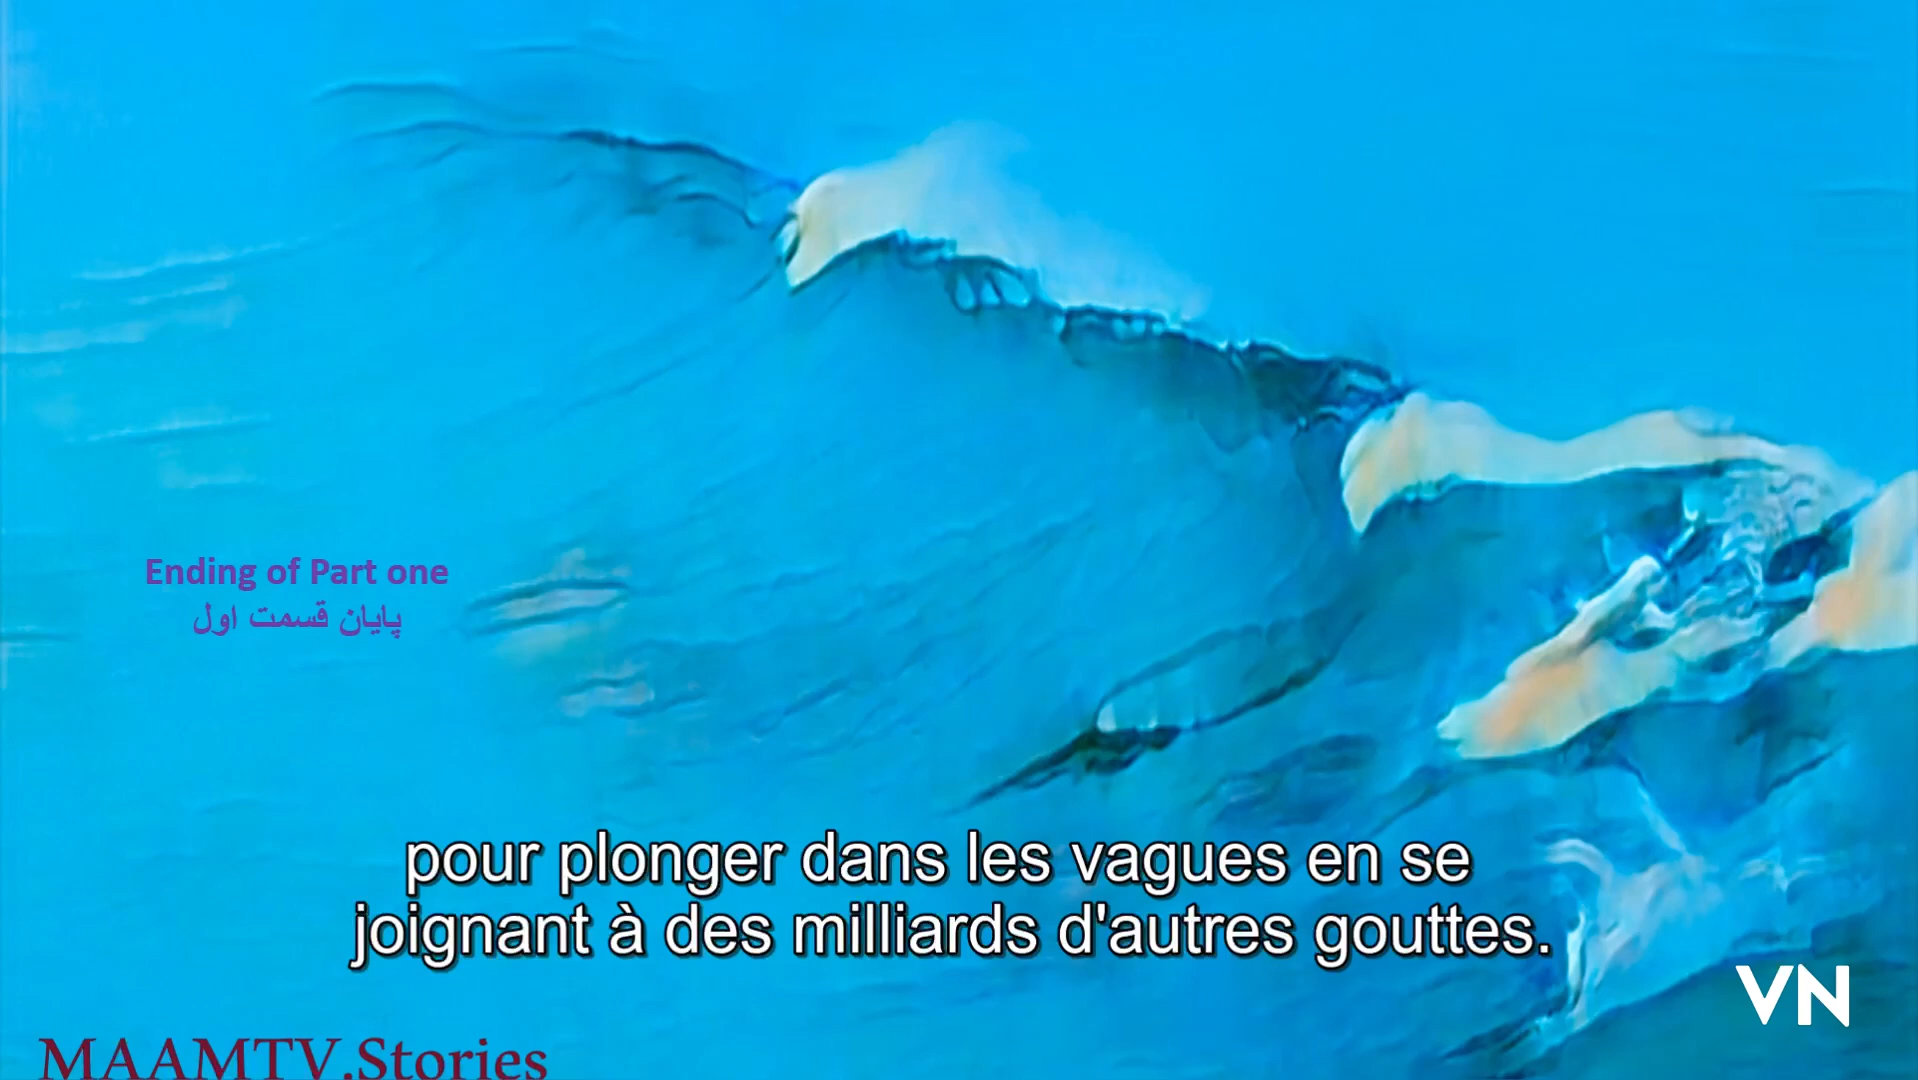 Ending of Part one
پایان قسمت اول
pour plonger dans les vagues en se
joignant à des milliards d'autres gouttes.
VN
MAAMTV.Stories